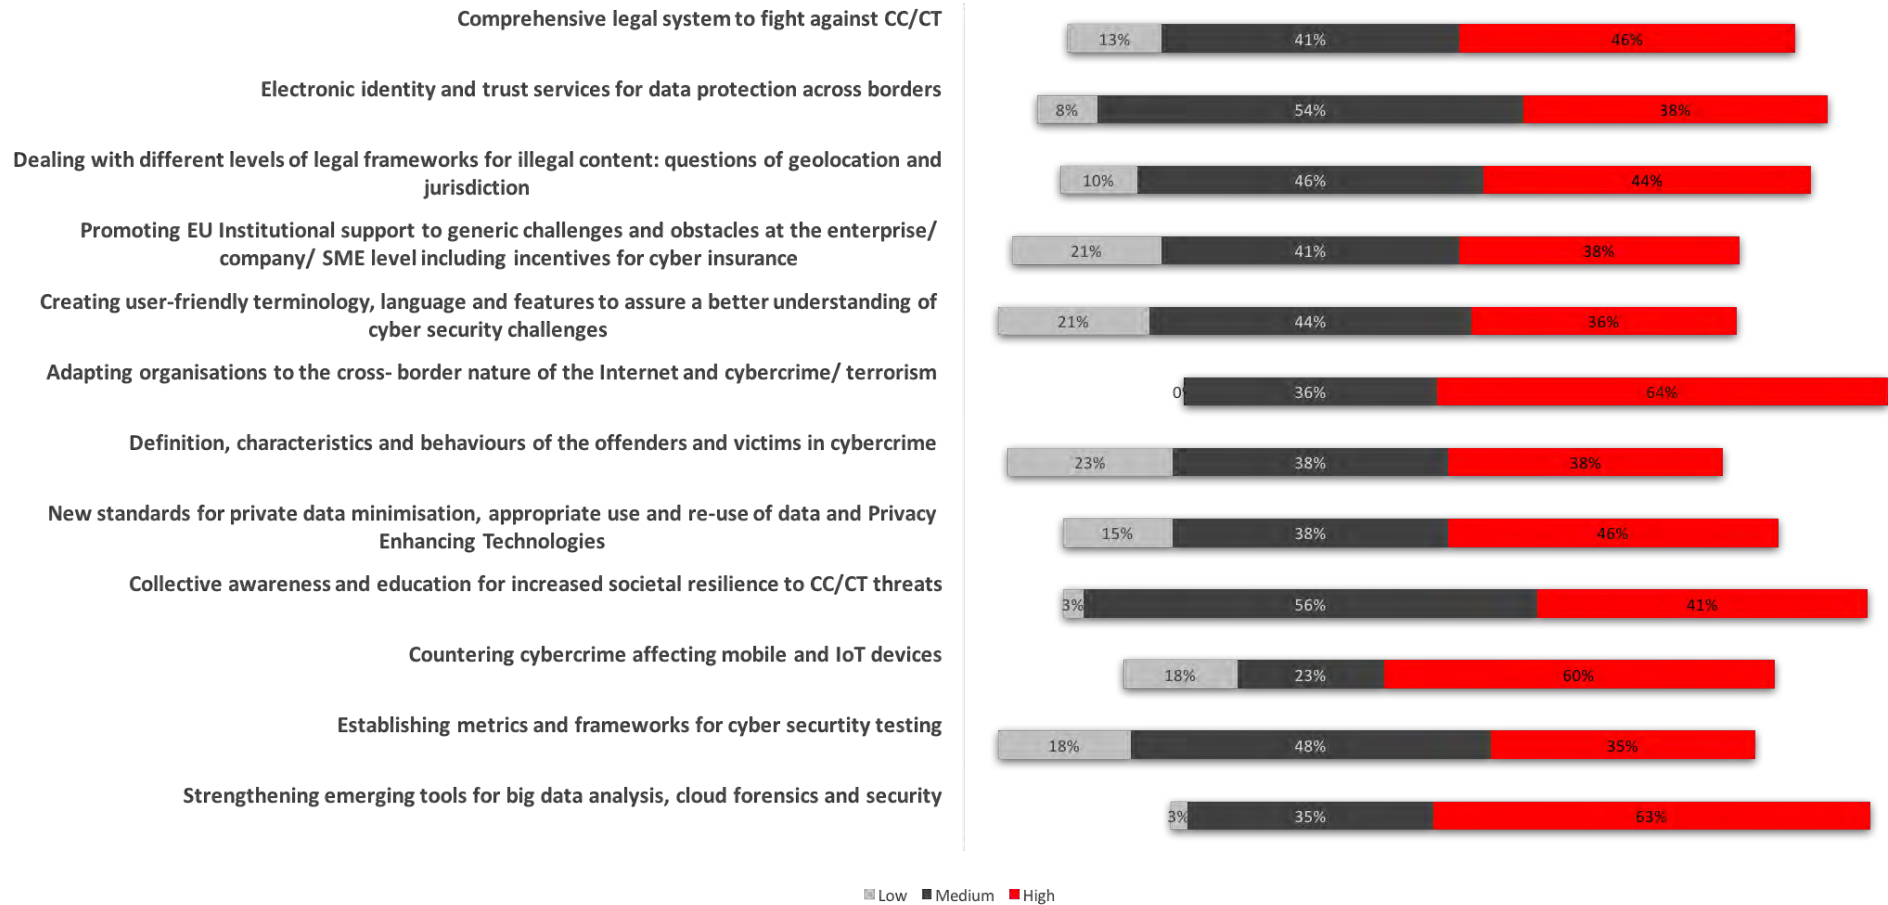 Comprehensive legal system to fight against CC/CT
13% 41% 46%
Electronic identity and trust services for data protection across borders
8% 54% 38%
Dealing with different levels of legal frameworks for illegal content: questions of geolocation and
jurisdiction
10% 46% 44%
Promoting EU Institutional support to generic challenges and obstacles at the enterprise/
company/ SME level including incentives for cyber insurance
21% 41% 38%
Creating user-friendly terminology, language and features to assure a better understanding of
cyber security challenges
21% 44% 36%
Adapting organisations to the cross- border nature of the Internet and cybercrime/ terrorism
0% 36% 64%
Definition, characteristics and behaviours of the offenders and victims in cybercrime
23% 38% 38%
New standards for private data minimisation, appropriate use and re-use of data and Privacy
Enhancing Technologies
15% 38% 46%
Collective awareness and education for increased societal resilience to CC/CT threats
3% 56% 41%
Countering cybercrime affecting mobile and IoT devices
18% 23% 60%
Establishing metrics and frameworks for cyber securtity testing
18% 48% 35%
Strengthening emerging tools for big data analysis, cloud forensics and security
3% 35% 63%
Low Medium High